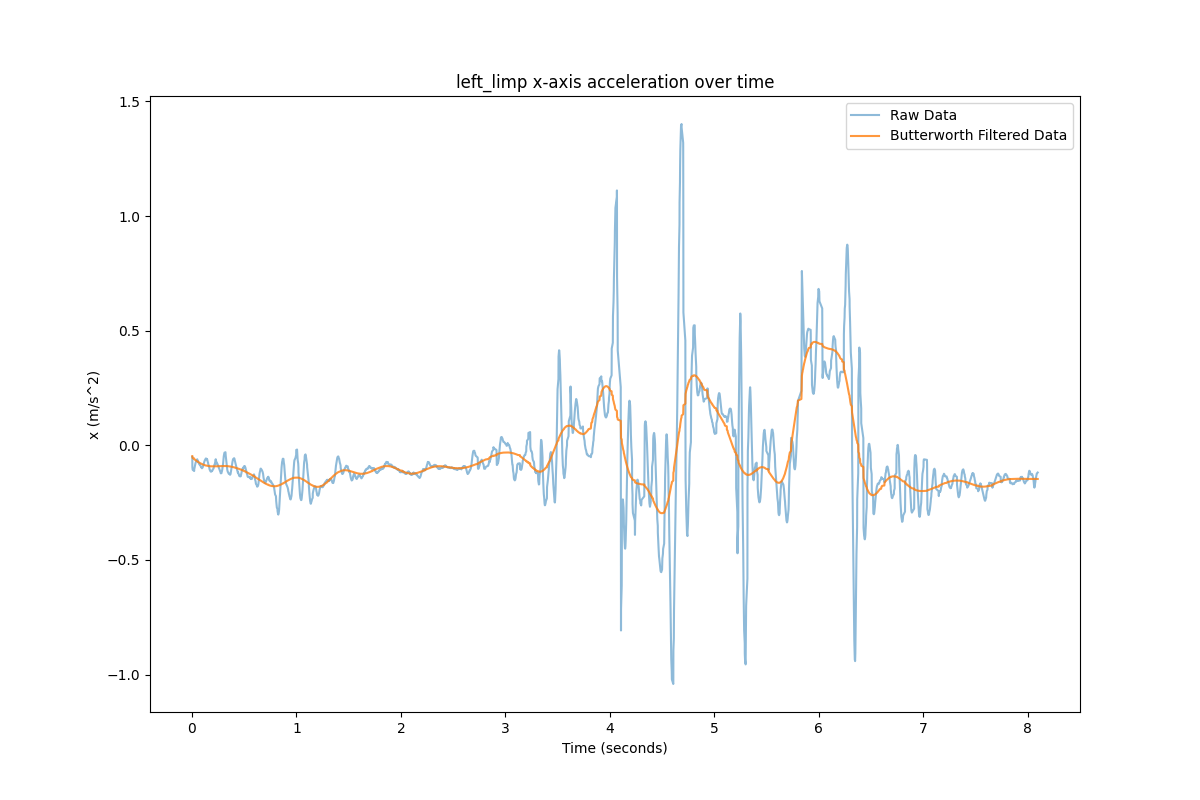 left_limp x-axis acceleration over time
Raw Data
Butterworth Filtered Data
1.5
1.0
0.5
0.0
−0.5
−1.0
x (m/s^2)
0 1 2 3 4 5 6 7 8
Time (seconds)